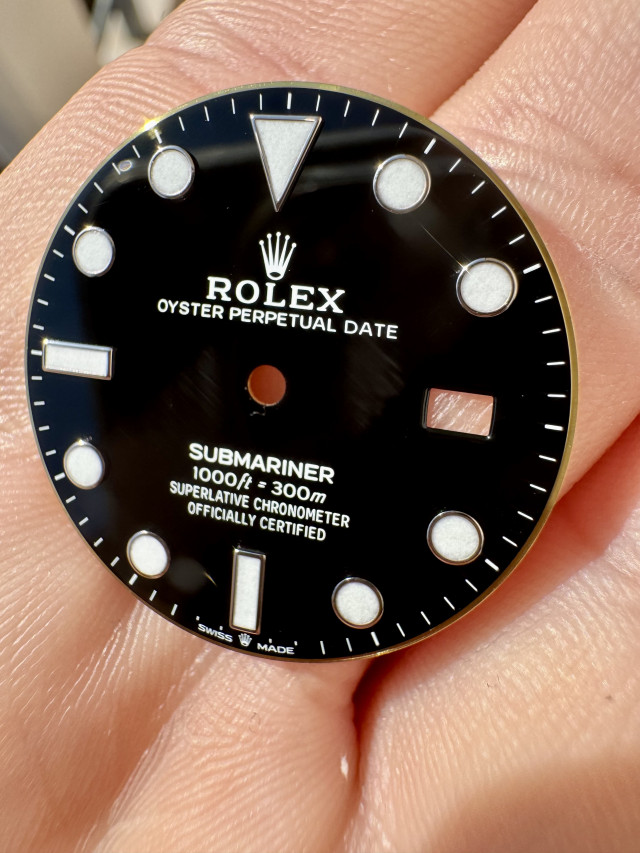 ROLEX
OYSTER PERPETUAL DATE
SUBMARINER
1000ft = 300m
SUPERLATIVE CHRONOMETER
OFFICIALLY CERTIFIED
SWISS MADE